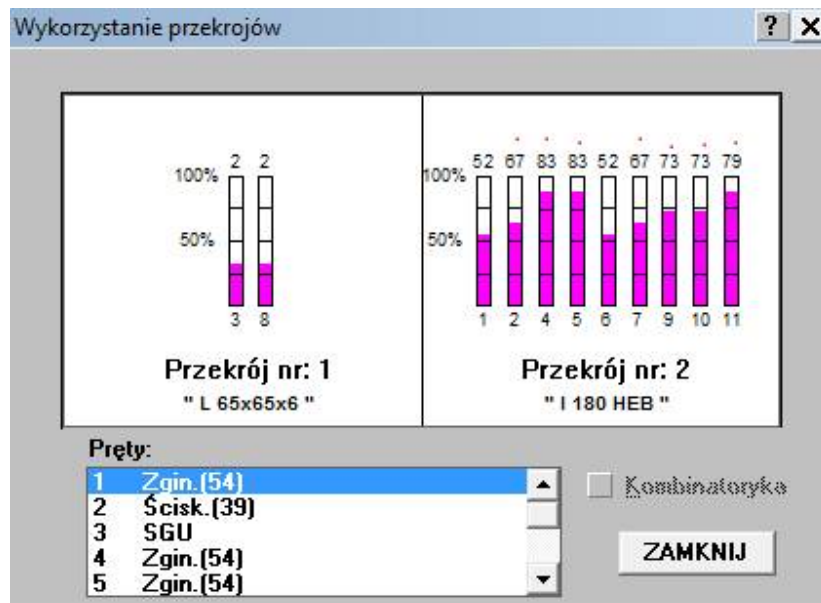 Wykorzystanie przekrojów ? X
2 2
100%
50%
3 8
Przekrój nr: 1
" L 65x65x6 "
52 67 83 83 52 67 73 73 79
100%
50%
1 2 4 5 6 7 9 10 11
Przekrój nr: 2
" I 180 HEB "
Pręty:
1 Zgin.(54)
2 Ścisk.(39)
3 SGU
4 Zgin.(54)
5 Zgin.(54)
Kombinatoryka
ZAMKNIJ